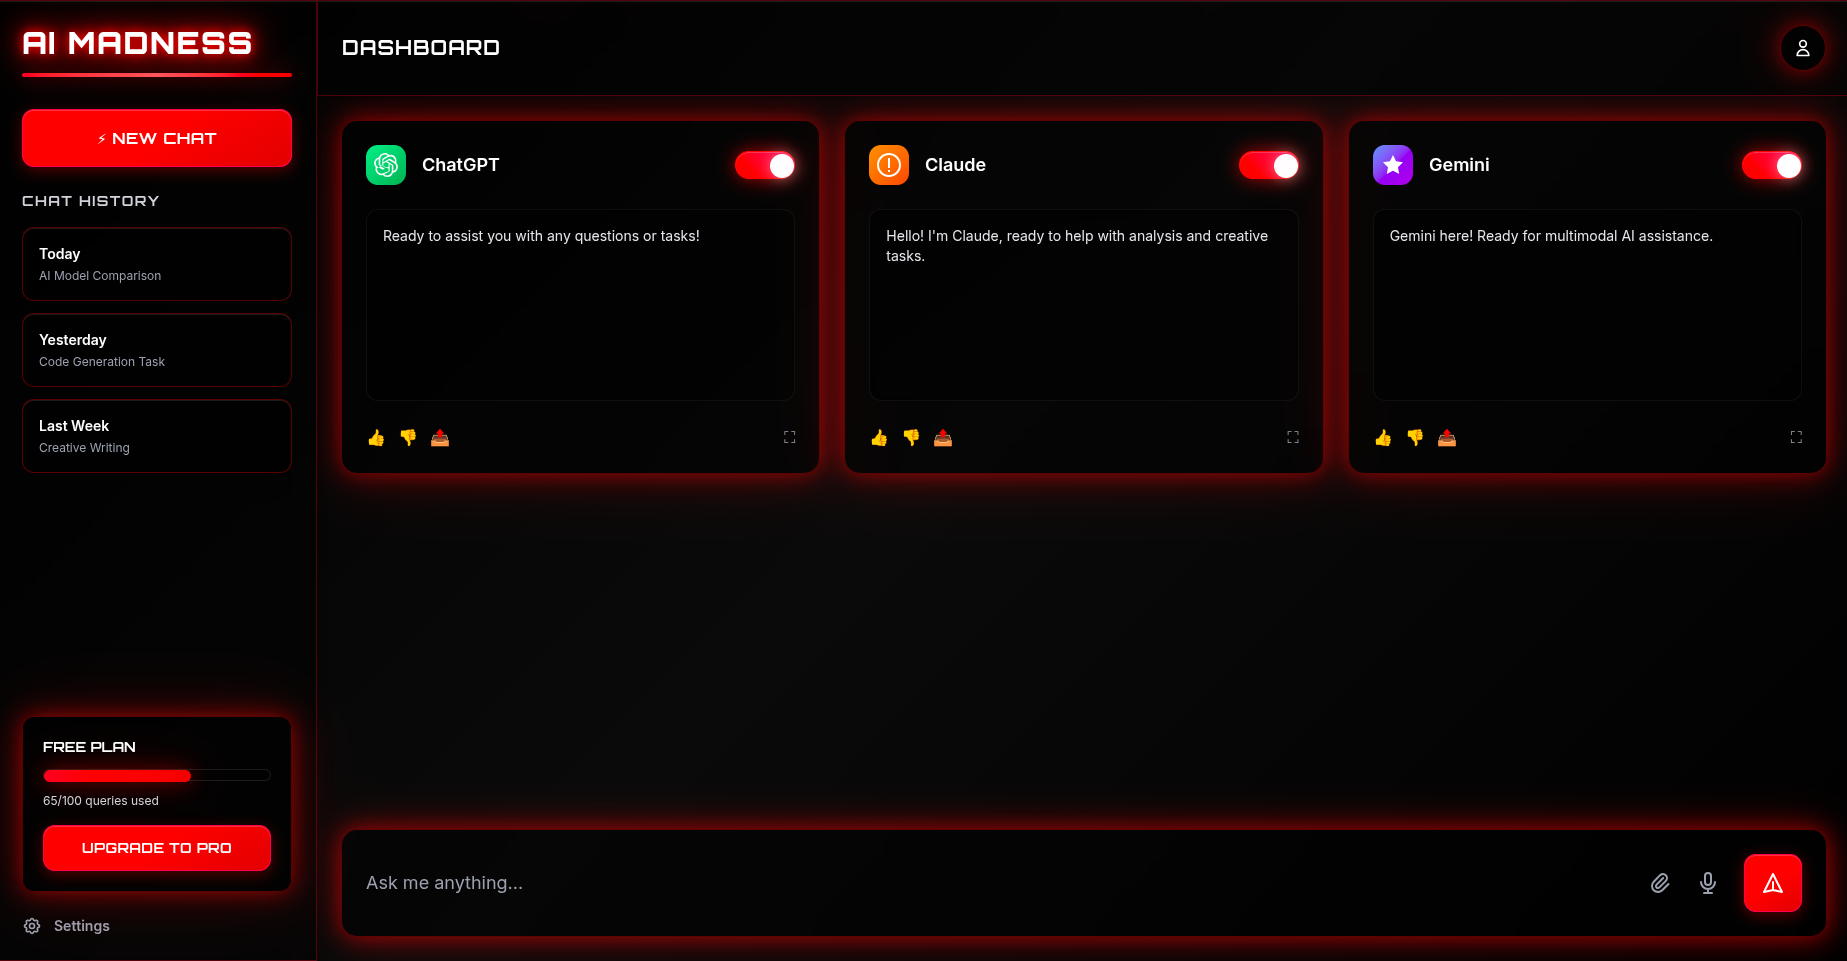 AI MADNESS
⚡ NEW CHAT
CHAT HISTORY
Today
AI Model Comparison
Yesterday
Code Generation Task
Last Week
Creative Writing
FREE PLAN
65/100 queries used
UPGRADE TO PRO
Settings
DASHBOARD
ChatGPT
Ready to assist you with any questions or tasks!
Claude
Hello! I'm Claude, ready to help with analysis and creative
tasks.
Gemini
Gemini here! Ready for multimodal AI assistance.
Ask me anything...